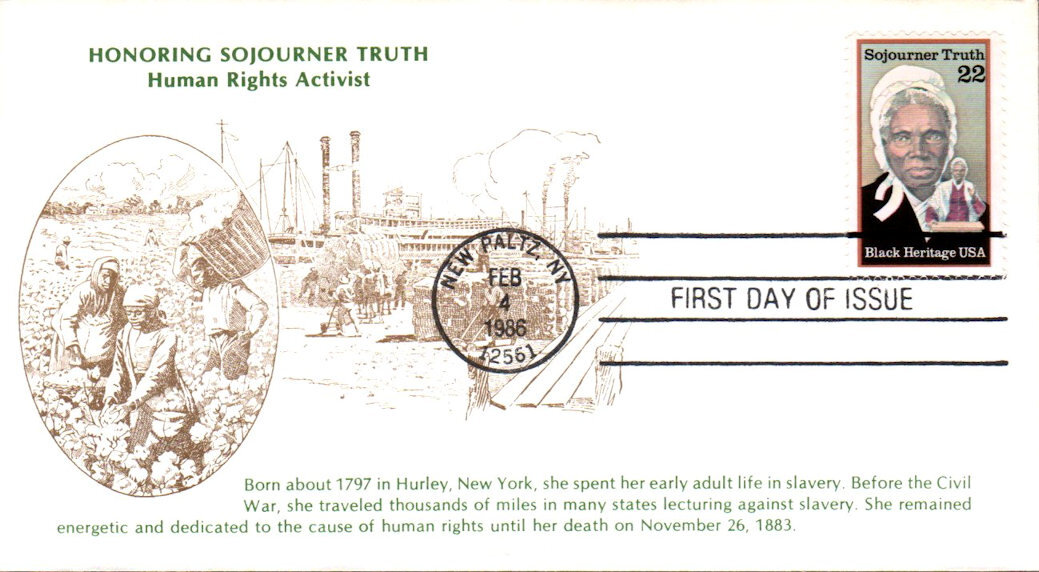 HONORING SOJOURNER TRUTH
Human Rights Activist
Sojourner Truth
22
Black Heritage USA
NEW PALTZ, NY
FEB
4
1986
12561
FIRST DAY OF ISSUE
Born about 1797 in Hurley, New York, she spent her early adult life in slavery. Before the Civil
War, she traveled thousands of miles in many states lecturing against slavery. She remained
energetic and dedicated to the cause of human rights until her death on November 26, 1883.